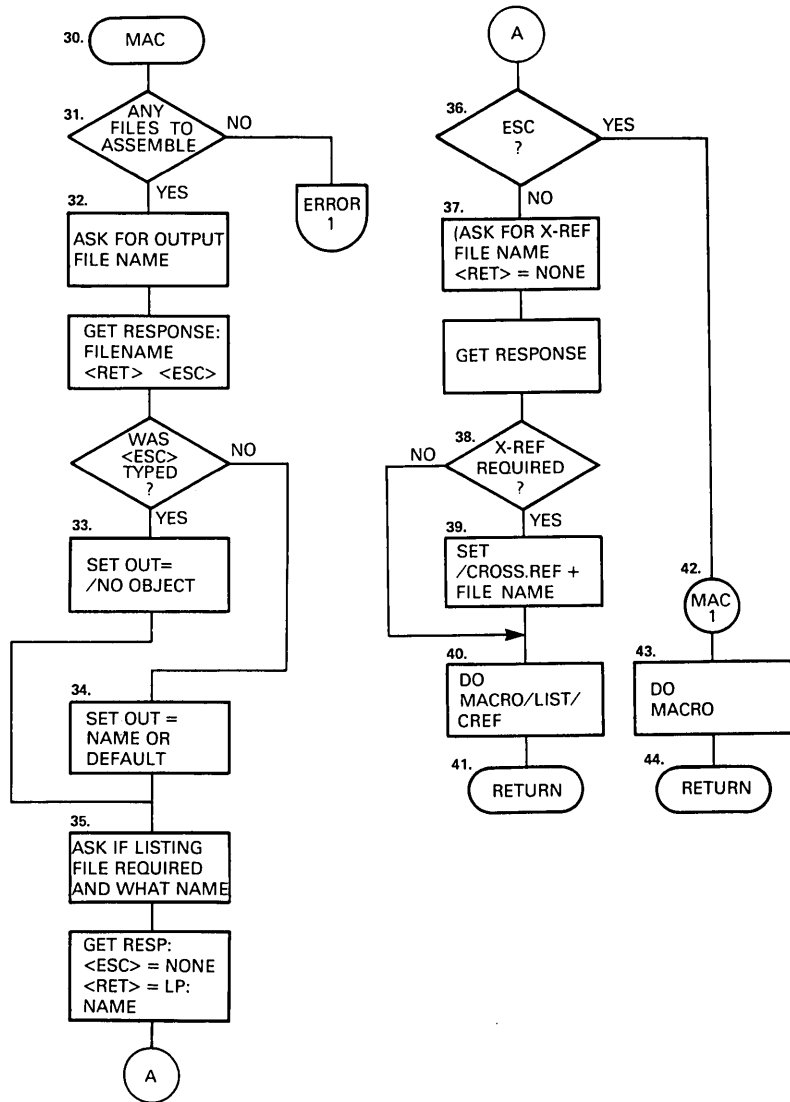 30.
MAC
31.
ANY
FILES TO
ASSEMBLE
NO
YES
ERROR
1
32.
ASK FOR OUTPUT
FILE NAME
GET RESPONSE:
FILENAME
<RET> <ESC>
WAS
<ESC>
TYPED
?
NO
YES
33.
SET OUT=
/NO OBJECT
34.
SET OUT =
NAME OR
DEFAULT
35.
ASK IF LISTING
FILE REQUIRED
AND WHAT NAME
GET RESP:
<ESC> = NONE
<RET> = LP:
NAME
A
A
36.
ESC
?
YES
NO
37.
(ASK FOR X-REF
FILE NAME
<RET> = NONE
GET RESPONSE
38.
X-REF
REQUIRED
?
NO
YES
39.
SET
/CROSS.REF +
FILE NAME
40.
DO
MACRO/LIST/
CREF
41.
RETURN
42.
MAC
1
43.
DO
MACRO
44.
RETURN